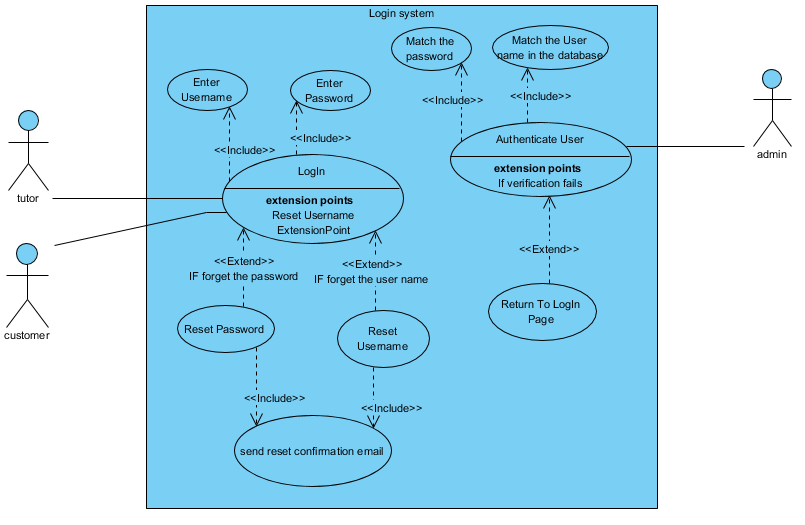 Login system
Match the
password
Match the User
name in the database
Enter
Username
Enter
Password
<<Include>>
<<Include>>
<<Include>>
<<Include>>
Authenticate User
extension points
If verification fails
admin
LogIn
extension points
Reset Username
ExtensionPoint
tutor
customer
<<Extend>>
IF forget the password
<<Extend>>
IF forget the user name
<<Extend>>
Return To LogIn
Page
Reset Password
Reset
Username
<<Include>>
<<Include>>
send reset confirmation email